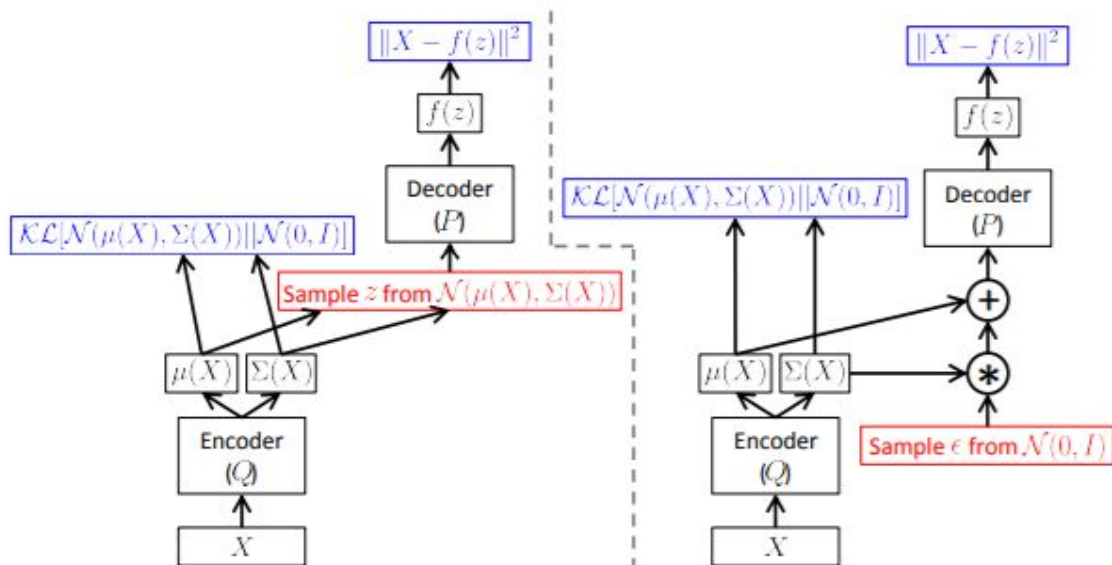 ‖X − f(z)‖²
f(z)
Decoder
(P)
𝒦ℒ[𝒩(μ(X), Σ(X))||𝒩(0, I)]
Sample z from 𝒩(μ(X), Σ(X))
μ(X)
Σ(X)
Encoder
(Q)
X
‖X − f(z)‖²
f(z)
Decoder
(P)
𝒦ℒ[𝒩(μ(X), Σ(X))||𝒩(0, I)]
+
μ(X)
Σ(X)
*
Encoder
(Q)
Sample ϵ from 𝒩(0, I)
X